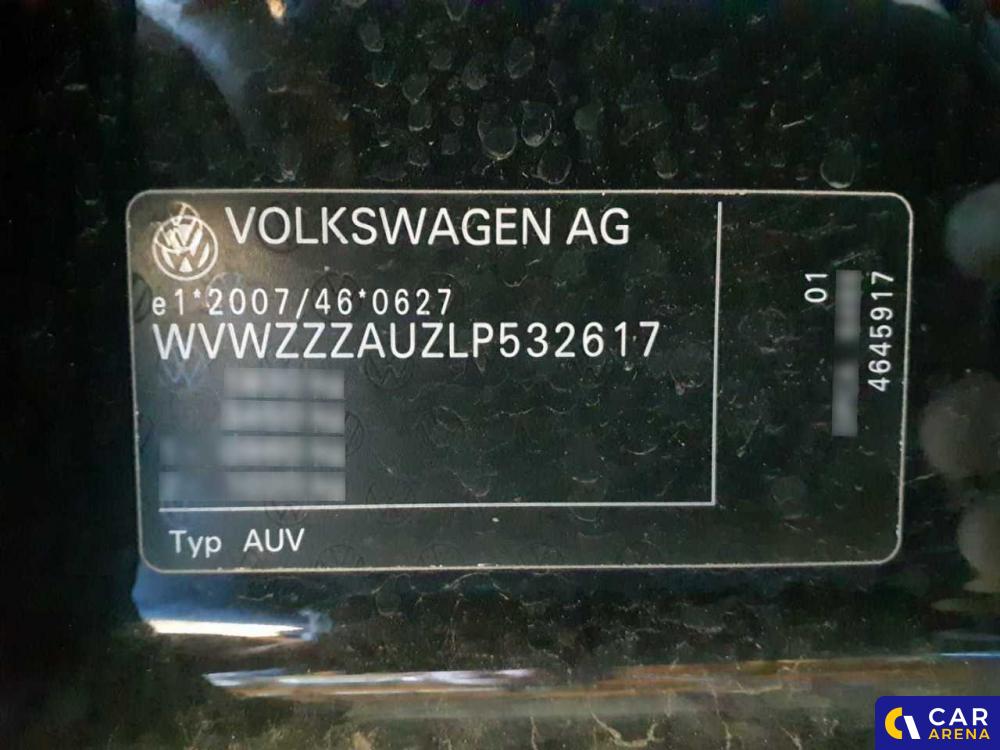 VOLKSWAGEN AG
e1*2007/46*0627
WVWZZZAUZLP532617
Typ AUV
01
4645917
CAR
ARENA